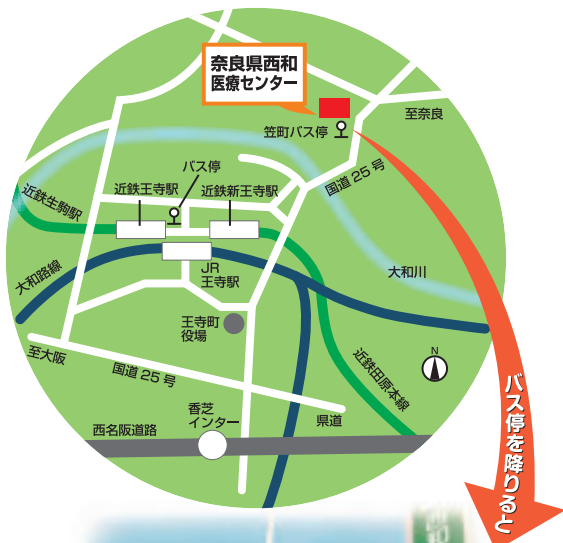 奈良県西和
医療センター
笠町バス停
至奈良
国道25号
バス停
近鉄生駒駅
近鉄王寺駅
近鉄新王寺駅
大和路線
JR
王寺駅
大和川
王寺町
役場
至大阪
国道25号
N
近鉄田原本線
香芝
インター
県道
西名阪道路
バス停を降りると